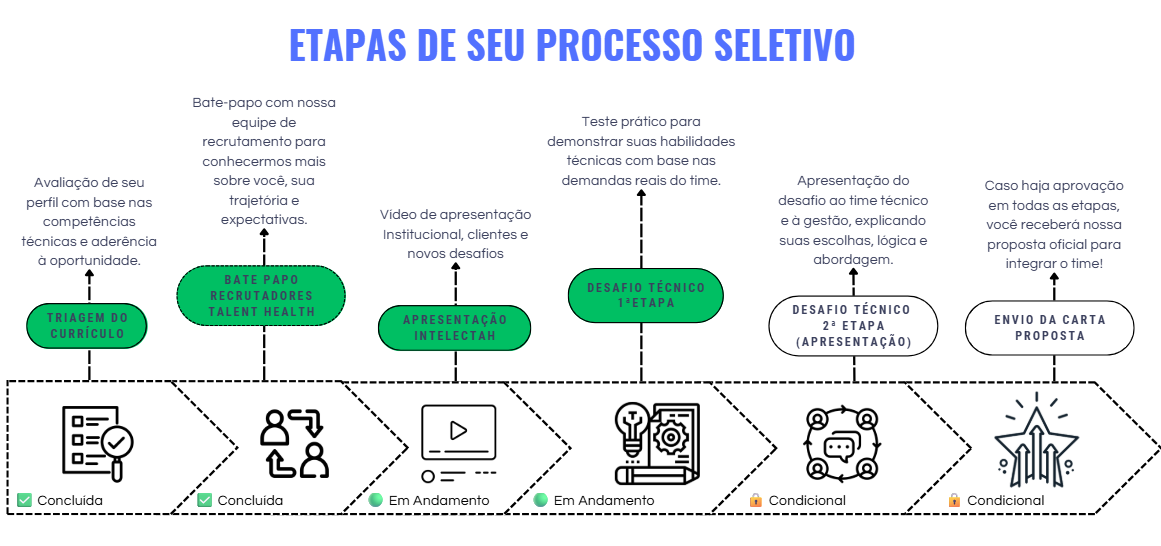 ETAPAS DE SEU PROCESSO SELETIVO
Avaliação de seu
perfil com base nas
competências
técnicas e aderência
à oportunidade.
TRIAGEM DO
CURRÍCULO
Concluída
Bate-papo com nossa
equipe de
recrutamento para
conhecermos mais
sobre você, sua
trajetória e
expectativas.
BATE PAPO
RECRUTADORES
TALENT HEALTH
Concluída
Vídeo de apresentação
Institucional, clientes e
novos desafios
APRESENTAÇÃO
INTELECTAH
Em Andamento
Teste prático para
demonstrar suas habilidades
técnicas com base nas
demandas reais do time.
DESAFIO TÉCNICO
1ªETAPA
Em Andamento
Apresentação do
desafio ao time técnico
e à gestão, explicando
suas escolhas, lógica e
abordagem.
DESAFIO TÉCNICO
2ª ETAPA
(APRESENTAÇÃO)
Condicional
Caso haja aprovação
em todas as etapas,
você receberá nossa
proposta oficial para
integrar o time!
ENVIO DA CARTA
PROPOSTA
Condicional